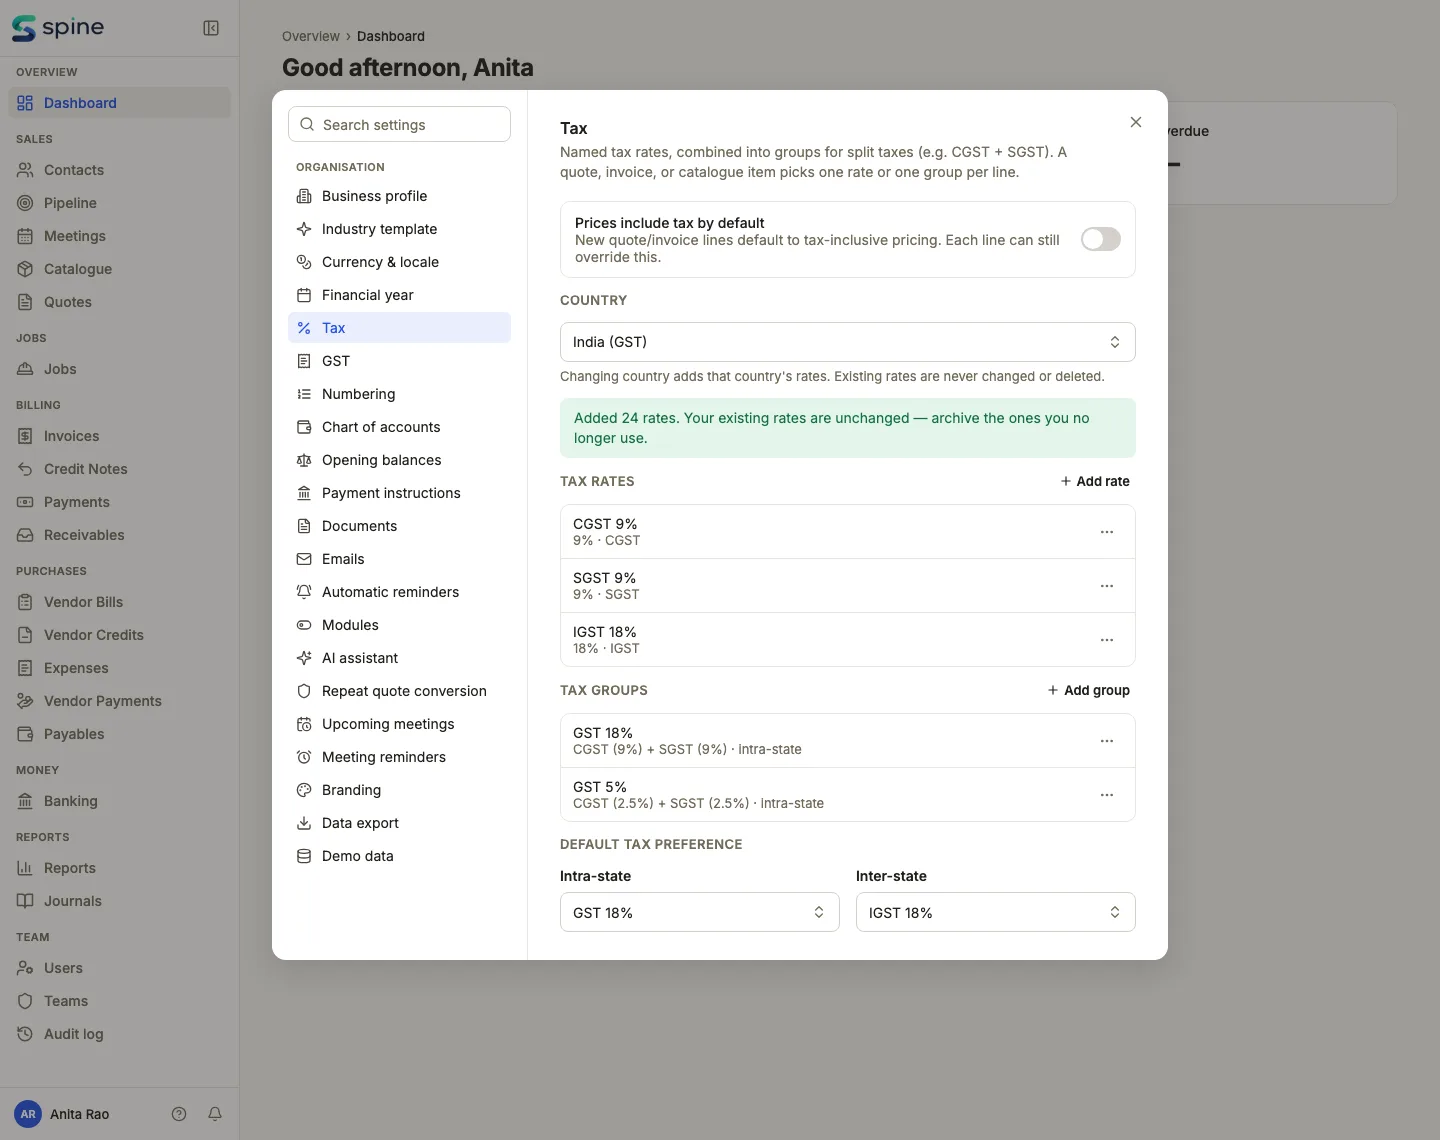 spine
OVERVIEW
Dashboard
SALES
Contacts
Pipeline
Meetings
Catalogue
Quotes
JOBS
Jobs
BILLING
Invoices
Credit Notes
Payments
Receivables
PURCHASES
Vendor Bills
Vendor Credits
Expenses
Vendor Payments
Payables
MONEY
Banking
REPORTS
Reports
Journals
TEAM
Users
Teams
Audit log
AR Anita Rao
Overview › Dashboard
Good afternoon, Anita
verdue
Search settings
ORGANISATION
Business profile
Industry template
Currency & locale
Financial year
Tax
GST
Numbering
Chart of accounts
Opening balances
Payment instructions
Documents
Emails
Automatic reminders
Modules
AI assistant
Repeat quote conversion
Upcoming meetings
Meeting reminders
Branding
Data export
Demo data
Tax
Named tax rates, combined into groups for split taxes (e.g. CGST + SGST). A
quote, invoice, or catalogue item picks one rate or one group per line.
Prices include tax by default
New quote/invoice lines default to tax-inclusive pricing. Each line can still
override this.
COUNTRY
India (GST)
Changing country adds that country's rates. Existing rates are never changed or deleted.
Added 24 rates. Your existing rates are unchanged — archive the ones you no
longer use.
TAX RATES + Add rate
CGST 9%
9% · CGST
SGST 9%
9% · SGST
IGST 18%
18% · IGST
TAX GROUPS + Add group
GST 18%
CGST (9%) + SGST (9%) · intra-state
GST 5%
CGST (2.5%) + SGST (2.5%) · intra-state
DEFAULT TAX PREFERENCE
Intra-state Inter-state
GST 18% IGST 18%